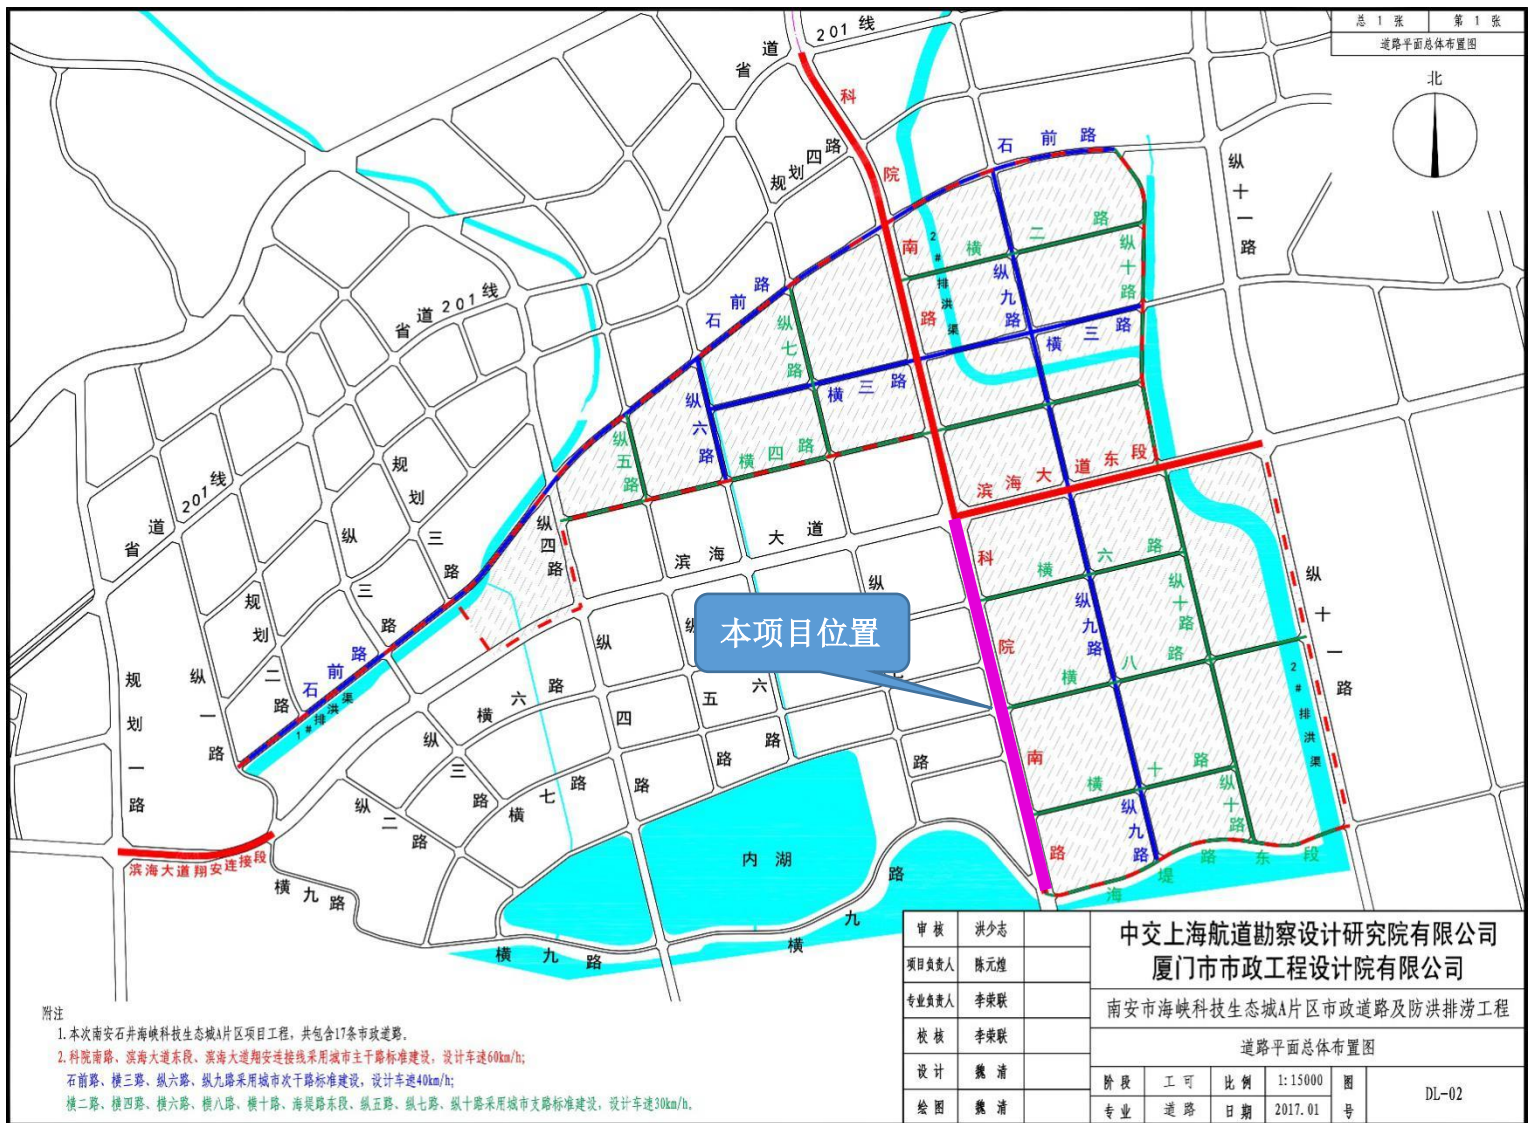 总 1 张 第 1 张
道路平面总体布置图
北
省道201线
科院南路
石前路
规划四路
纵十一路
横二路
2#排洪渠
纵九路
纵十路
省道201线
石前路
纵七路
横三路
横三路
纵六路
纵五路
横四路
滨海大道东段
省道201线
规划三路
纵三路
纵四路
滨海大道
纵
科院南路
横六路
纵十路
纵九路
纵十一路
本项目位置
规划二路
纵一路
规划一路
石前路
1#排洪渠
横六路
纵四路
纵五路
六路
七路
横八路
2#排洪渠
纵三路
横七路
纵二路
横十路
纵十路
纵九路
内湖
滨海大道翔安连接段
横九路
横九路
横九路
海堤路东段
审核 洪少志
项目负责人 陈元煌
专业负责人 李荣联
校核 李荣联
设计 魏清
绘图 魏清
中交上海航道勘察设计研究院有限公司
厦门市市政工程设计院有限公司
南安市海峡科技生态城A片区市政道路及防洪排涝工程
道路平面总体布置图
阶段 工可 比例 1:15000 图号 DL-02
专业 道路 日期 2017.01
附注
1.本次南安石井海峡科技生态城A片区项目工程，共包含17条市政道路。
2.科院南路、滨海大道东段、滨海大道翔安连接线采用城市主干路标准建设，设计车速60km/h;
石前路、横三路、纵六路、纵九路采用城市次干路标准建设，设计车速40km/h;
横二路、横四路、横六路、横八路、横十路、海堤路东段、纵五路、纵七路、纵十路采用城市支路标准建设，设计车速30km/h。